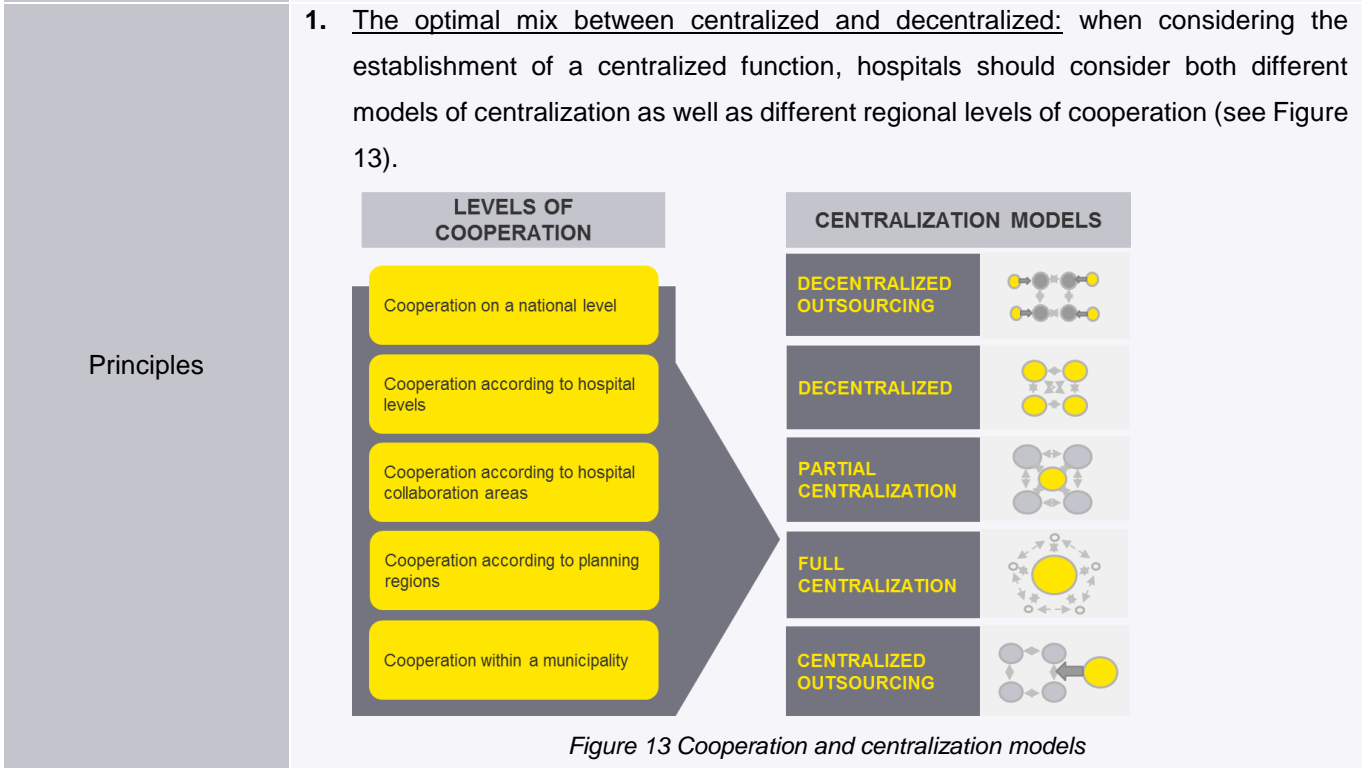 Principles
1. The optimal mix between centralized and decentralized: when considering the
establishment of a centralized function, hospitals should consider both different
models of centralization as well as different regional levels of cooperation (see Figure
13).
LEVELS OF
COOPERATION
Cooperation on a national level
Cooperation according to hospital
levels
Cooperation according to hospital
collaboration areas
Cooperation according to planning
regions
Cooperation within a municipality
CENTRALIZATION MODELS
DECENTRALIZED
OUTSOURCING
DECENTRALIZED
PARTIAL
CENTRALIZATION
FULL
CENTRALIZATION
CENTRALIZED
OUTSOURCING
Figure 13 Cooperation and centralization models